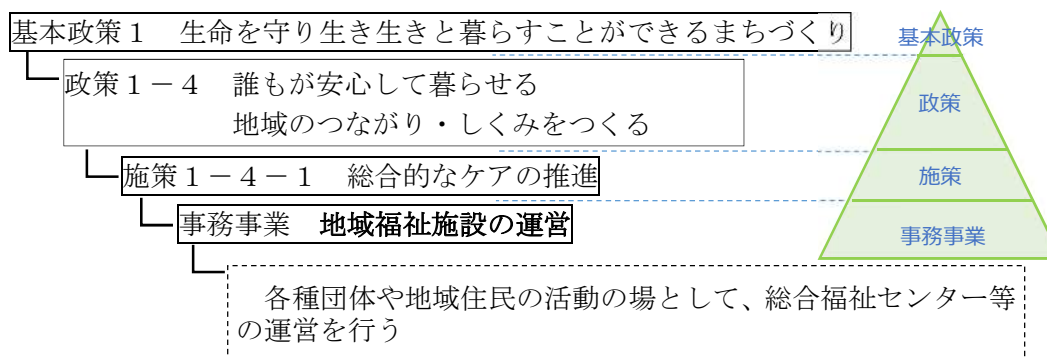 基本政策１　生命を守り生き生きと暮らすことができるまちづくり
政策１－４　誰もが安心して暮らせる
地域のつながり・しくみをつくる
施策１－４－１　総合的なケアの推進
事務事業　地域福祉施設の運営
各種団体や地域住民の活動の場として、総合福祉センター等
の運営を行う
基本政策
政策
施策
事務事業